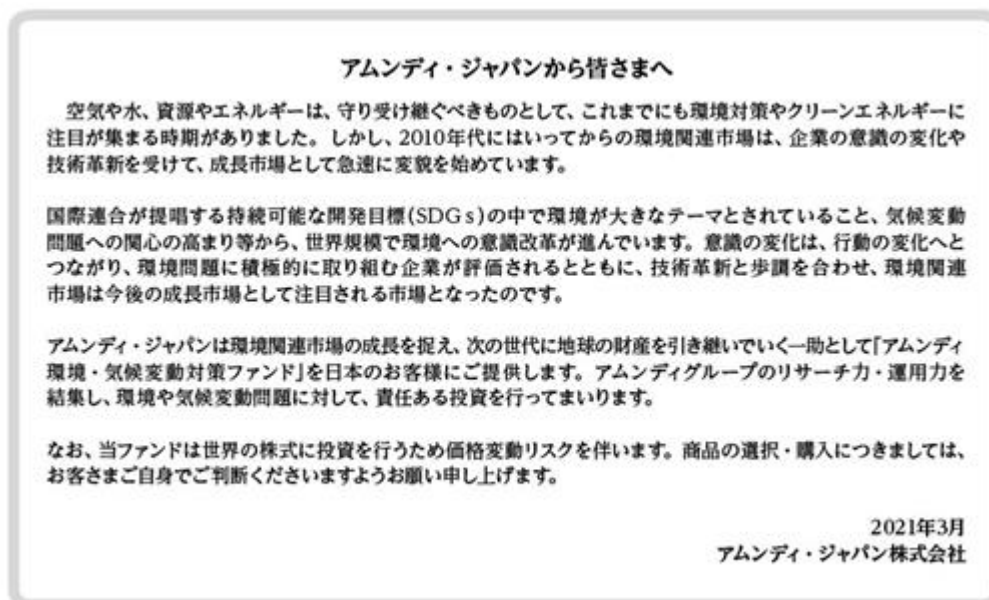 アムンディ・ジャパンから皆さまへ
空気や水、資源やエネルギーは、守り受け継ぐべきものとして、これまでにも環境対策やクリーンエネルギーに
注目が集まる時期がありました。しかし、2010年代にはいってからの環境関連市場は、企業の意識の変化や
技術革新を受けて、成長市場として急速に変貌を始めています。
国際連合が提唱する持続可能な開発目標(SDGs)の中で環境が大きなテーマとされていること、気候変動
問題への関心の高まり等から、世界規模で環境への意識改革が進んでいます。意識の変化は、行動の変化へと
つながり、環境問題に積極的に取り組む企業が評価されるとともに、技術革新と歩調を合わせ、環境関連
市場は今後の成長市場として注目される市場となったのです。
アムンディ・ジャパンは環境関連市場の成長を捉え、次の世代に地球の財産を引き継いでいく一助として「アムンディ
環境・気候変動対策ファンド」を日本のお客様にご提供します。アムンディグループのリサーチ力・運用力を
結集し、環境や気候変動問題に対して、責任ある投資を行ってまいります。
なお、当ファンドは世界の株式に投資を行うため価格変動リスクを伴います。商品の選択・購入につきましては、
お客さまご自身でご判断くださいますようお願い申し上げます。
2021年3月
アムンディ・ジャパン株式会社